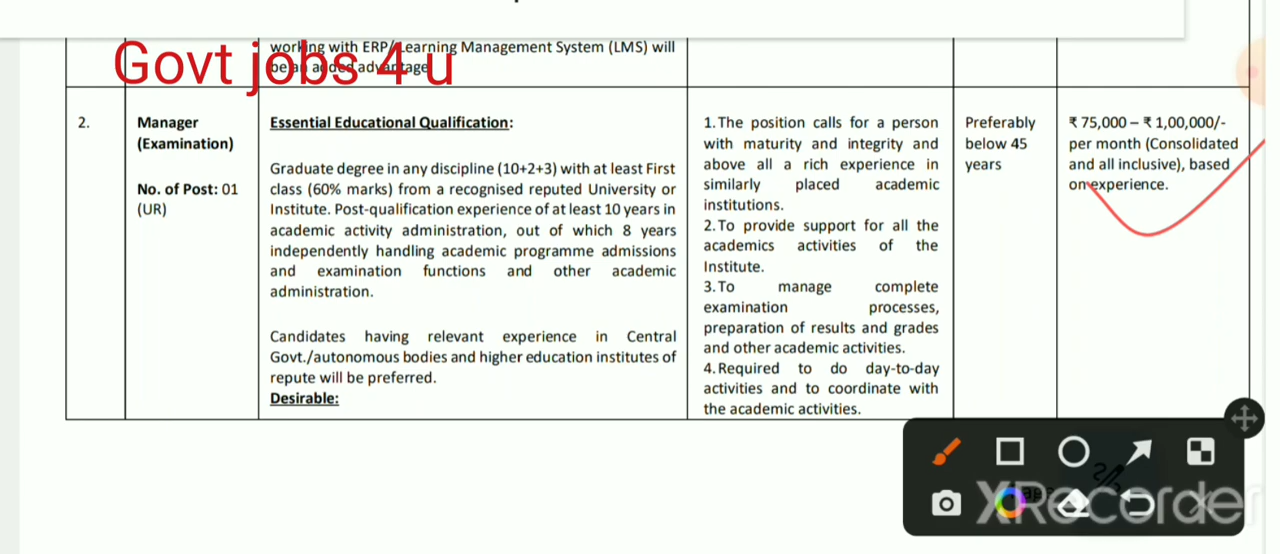 working with ERP/Learning Management System (LMS) will
be an added advantage
Govt jobs 4 u
2.
Manager
(Examination)
No. of Post: 01
(UR)
Essential Educational Qualification:
Graduate degree in any discipline (10+2+3) with at least First
class (60% marks) from a recognised reputed University or
Institute. Post-qualification experience of at least 10 years in
academic activity administration, out of which 8 years
independently handling academic programme admissions
and examination functions and other academic
administration.
Candidates having relevant experience in Central
Govt./autonomous bodies and higher education institutes of
repute will be preferred.
Desirable:
1.The position calls for a person
with maturity and integrity and
above all a rich experience in
similarly placed academic
institutions.
2.To provide support for all the
academics activities of the
Institute.
3.To manage complete
examination processes,
preparation of results and grades
and other academic activities.
4.Required to do day-to-day
activities and to coordinate with
the academic activities.
Preferably
below 45
years
₹ 75,000 – ₹ 1,00,000/-
per month (Consolidated
and all inclusive), based
on experience.
XRecorder